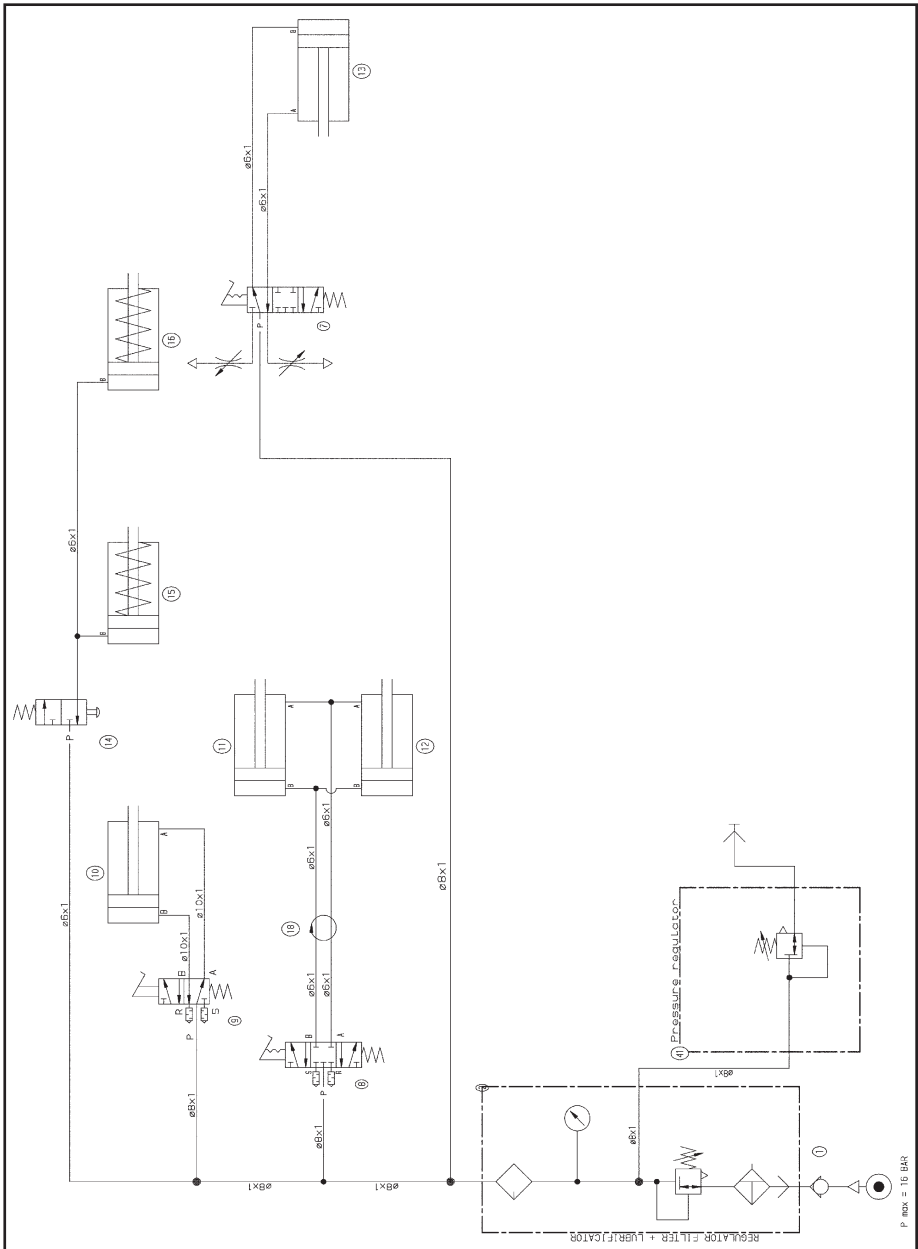 B
A
13
ø6x1
ø6x1
16
B
7
P
ø6x1
15
B
14
P
11
12
A
A
B
B
ø6x1
ø6x1
10
A
B
ø6x1
ø10x1
ø10x1
ø8x1
18
B
A
R
S
9
P
ø6x1
ø6x1
B
A
S
R
8
P
ø8x1
ø8x1
Pressure regulator
41
ø8x1
ø8x1
ø8x1
ø8x1
1
REGULATOR FILTER + LUBRIFICATOR
P max = 16 BAR